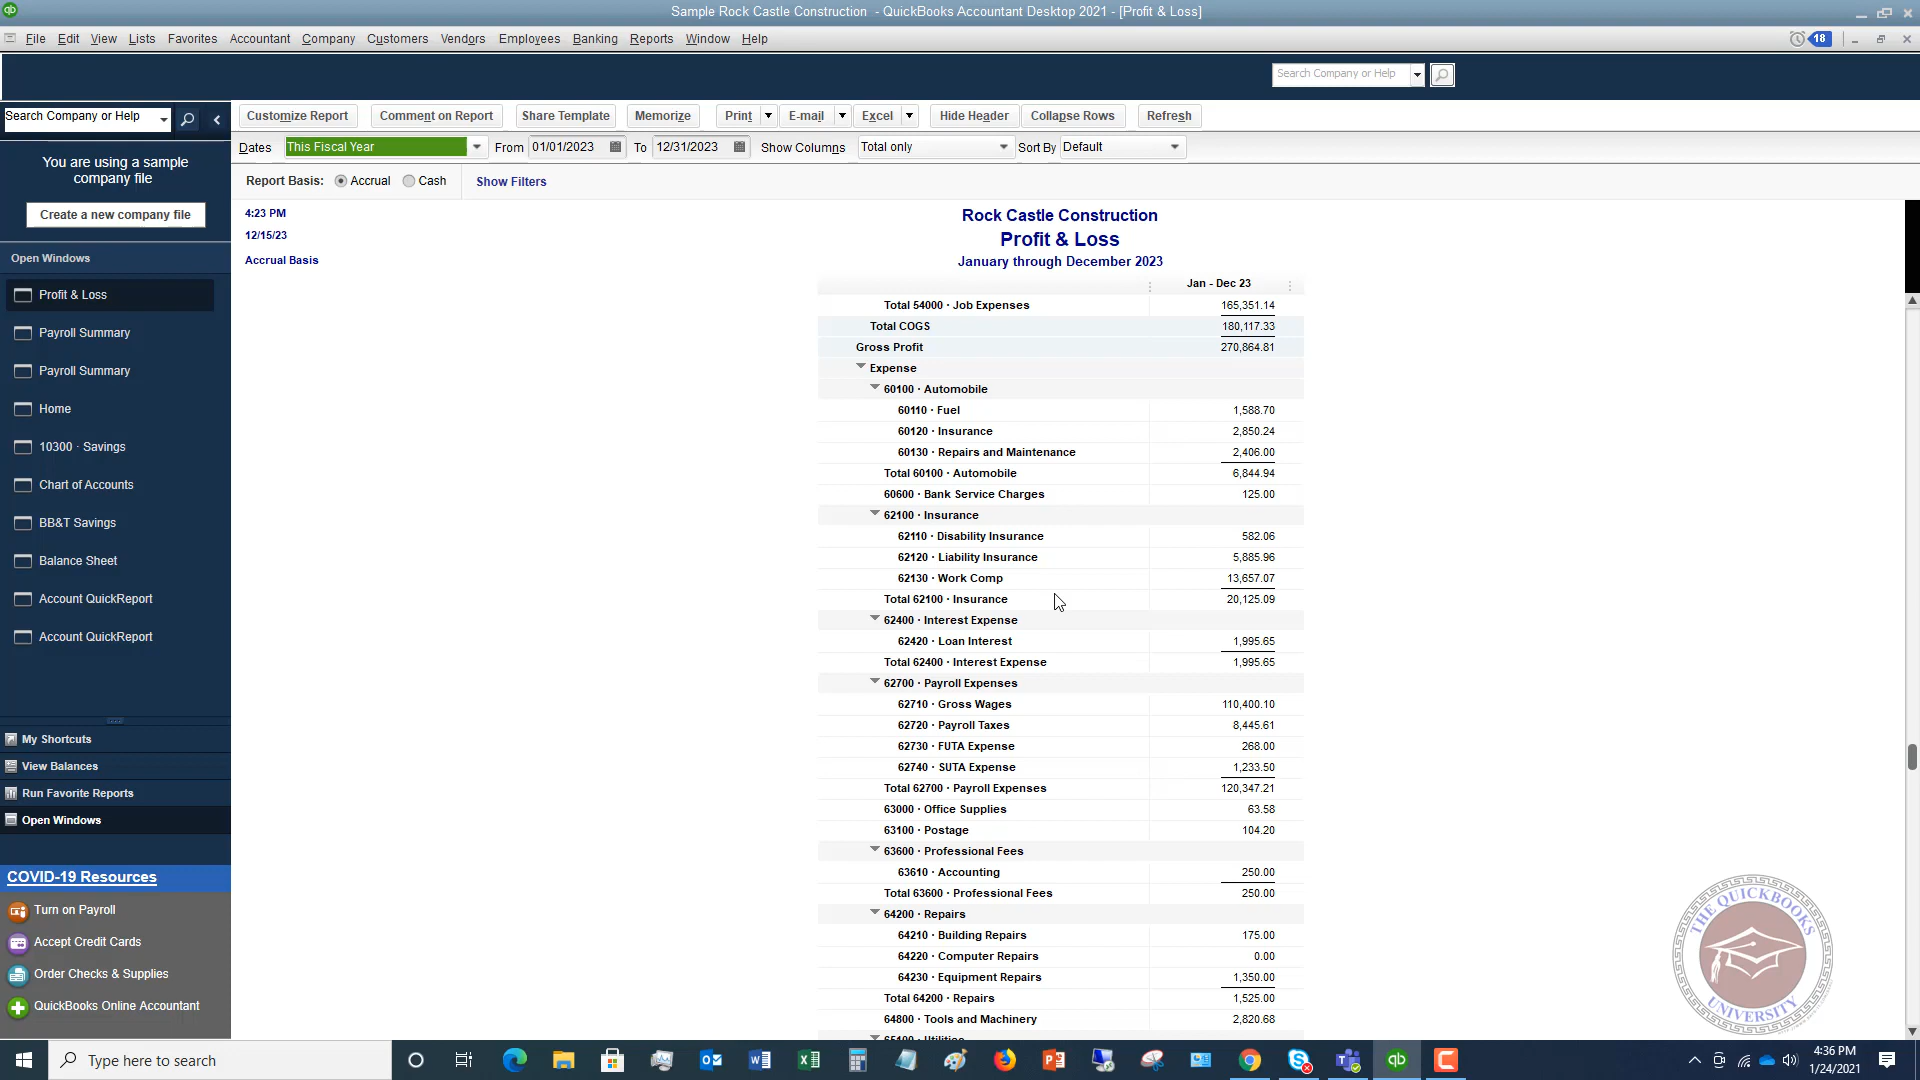 Sample Rock Castle Construction - QuickBooks Accountant Desktop 2021 - [Profit & Loss]
File Edit View Lists Favorites Accountant Company Customers Vendors Employees Banking Reports Window Help
18
Search Company or Help
Search Company or Help
Customize Report Comment on Report Share Template Memorize Print E-mail Excel Hide Header Collapse Rows Refresh
Dates This Fiscal Year From 01/01/2023 To 12/31/2023 Show Columns Total only Sort By Default
Report Basis: Accrual Cash Show Filters
You are using a sample
company file
Create a new company file
Open Windows
Profit & Loss
Payroll Summary
Payroll Summary
Home
10300 · Savings
Chart of Accounts
BB&T Savings
Balance Sheet
Account QuickReport
Account QuickReport
My Shortcuts
View Balances
Run Favorite Reports
Open Windows
COVID-19 Resources
Turn on Payroll
Accept Credit Cards
Order Checks & Supplies
QuickBooks Online Accountant
4:23 PM
12/15/23
Accrual Basis
Rock Castle Construction
Profit & Loss
January through December 2023
Jan - Dec 23
Total 54000 · Job Expenses 165,351.14
Total COGS 180,117.33
Gross Profit 270,864.81
Expense
60100 · Automobile
60110 · Fuel 1,588.70
60120 · Insurance 2,850.24
60130 · Repairs and Maintenance 2,406.00
Total 60100 · Automobile 6,844.94
60600 · Bank Service Charges 125.00
62100 · Insurance
62110 · Disability Insurance 582.06
62120 · Liability Insurance 5,885.96
62130 · Work Comp 13,657.07
Total 62100 · Insurance 20,125.09
62400 · Interest Expense
62420 · Loan Interest 1,995.65
Total 62400 · Interest Expense 1,995.65
62700 · Payroll Expenses
62710 · Gross Wages 110,400.10
62720 · Payroll Taxes 8,445.61
62730 · FUTA Expense 268.00
62740 · SUTA Expense 1,233.50
Total 62700 · Payroll Expenses 120,347.21
63000 · Office Supplies 63.58
63100 · Postage 104.20
63600 · Professional Fees
63610 · Accounting 250.00
Total 63600 · Professional Fees 250.00
64200 · Repairs
64210 · Building Repairs 175.00
64220 · Computer Repairs 0.00
64230 · Equipment Repairs 1,350.00
Total 64200 · Repairs 1,525.00
64800 · Tools and Machinery 2,820.68
65100 · Utilities
THE QUICKBOOKS
UNIVERSITY
Type here to search
4:36 PM
1/24/2021